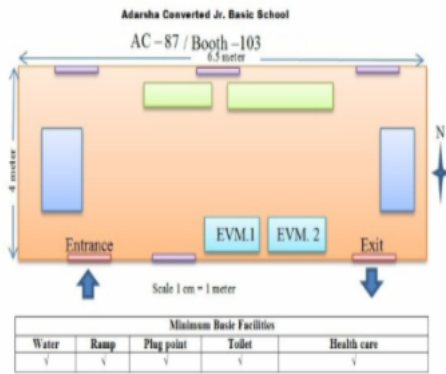 Adarsha Converted Jr. Basic School
AC – 87 / Booth –103
6.5 meter
4 meter
N
EVM.1 EVM. 2
Entrance Exit
Scale 1 cm = 1 meter
Minimum Basic Facilities
Water Ramp Plug point Toilet Health care
√ √ √ √ √